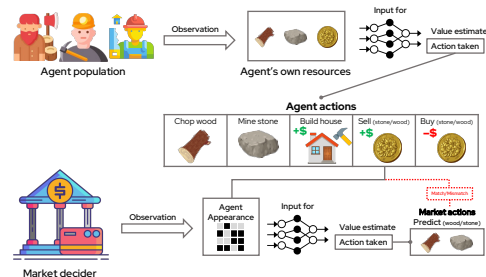 Observation
Input for
Value estimate
Action taken
Agent population
Agent's own resources
Agent actions
Chop wood
Mine stone
Build house
Sell (stone/wood)
Buy (stone/wood)
+$
+$
-$
$
Observation
Agent
Appearance
Input for
Value estimate
Action taken
Match/Mismatch
Market actions
Predict (wood/stone)
Market decider